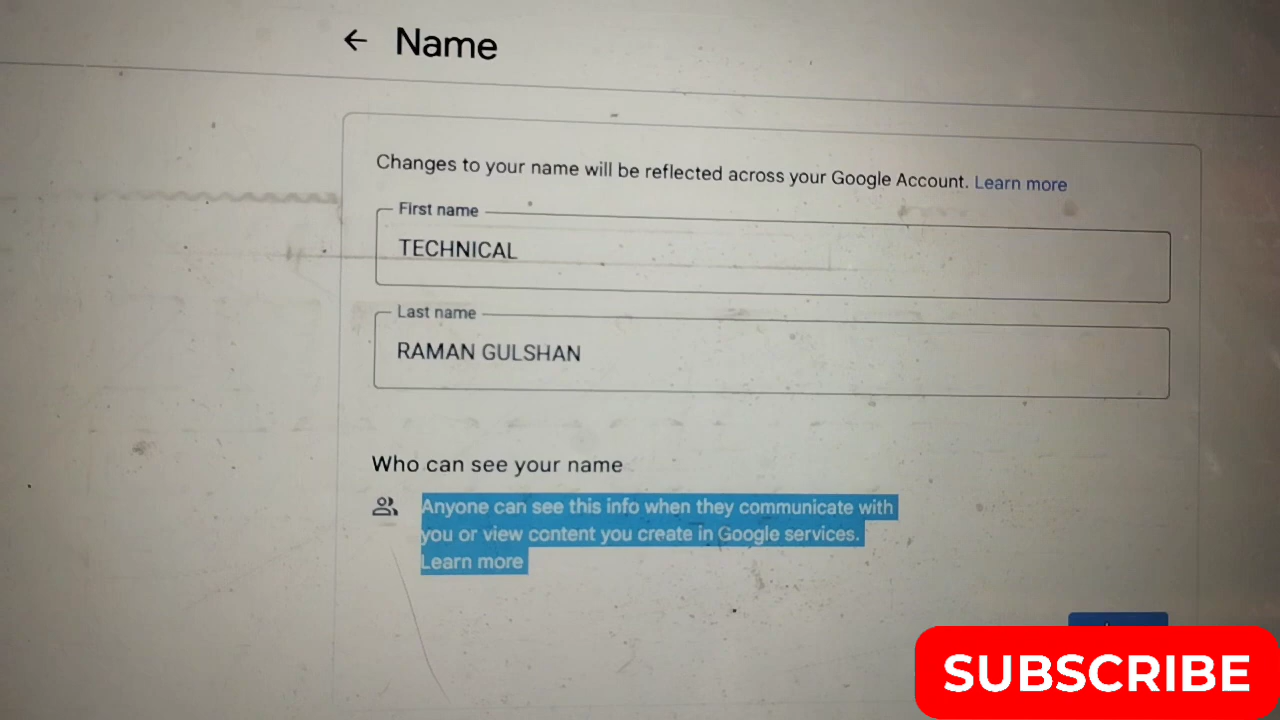 Name
Changes to your name will be reflected across your Google Account. Learn more
First name
TECHNICAL
Last name
RAMAN GULSHAN
Who can see your name
Anyone can see this info when they communicate with
you or view content you create in Google services.
Learn more
SUBSCRIBE